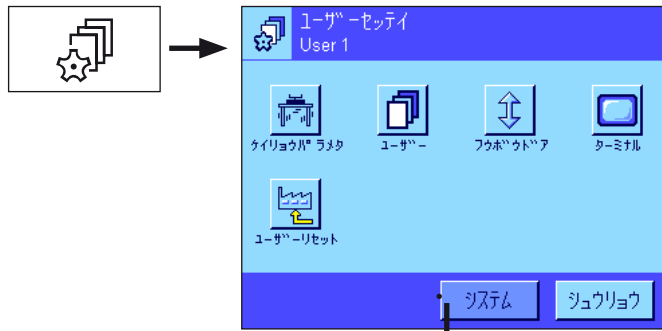 ユーザーセッテイ
User 1
ケイリョウパラメタ
ユーザー
フウボウドア
ターミナル
ユーザーリセット
システム
シュウリョウ